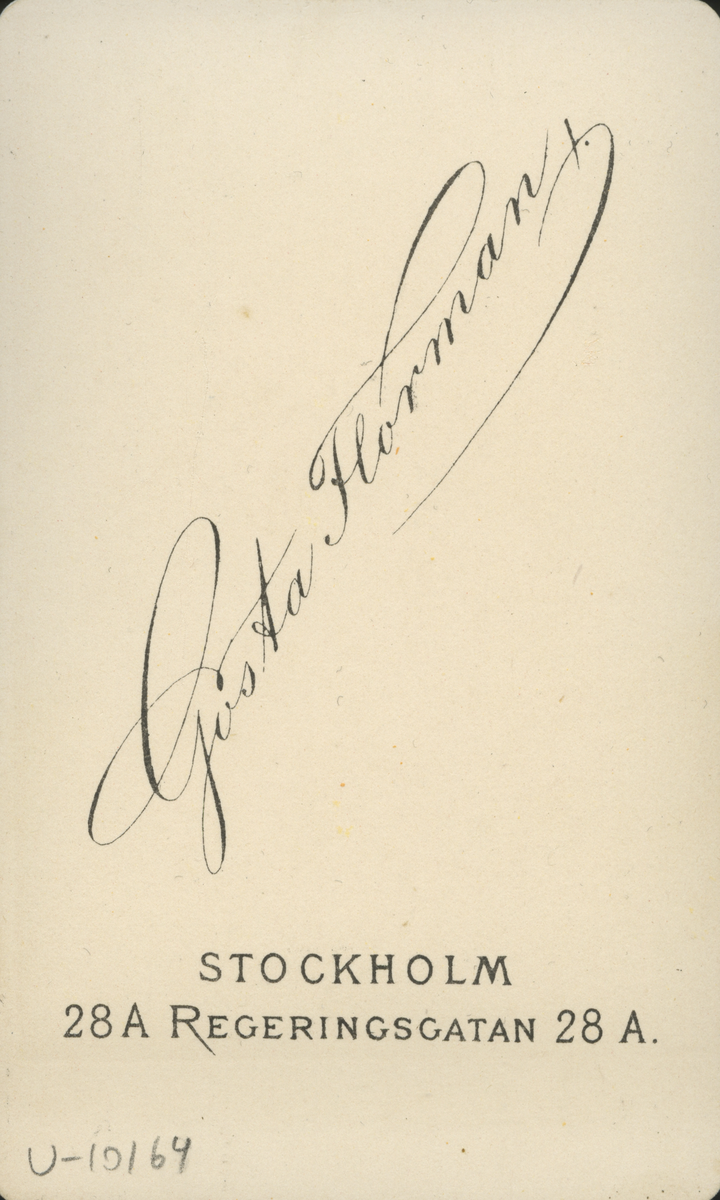 Gösta Florman
STOCKHOLM
28 A REGERINGSGATAN 28 A.
U-10164